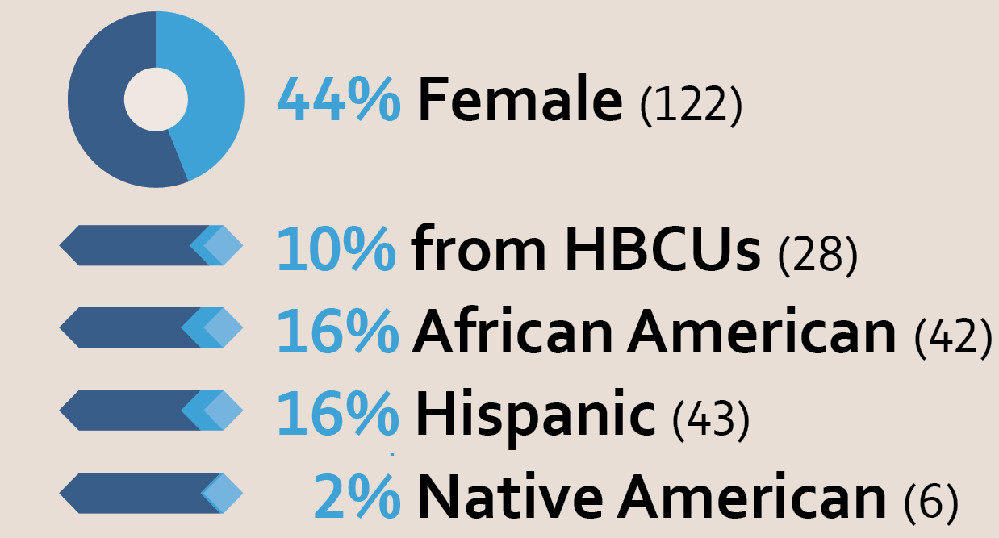 44% Female (122)
10% from HBCUs (28)
16% African American (42)
16% Hispanic (43)
2% Native American (6)